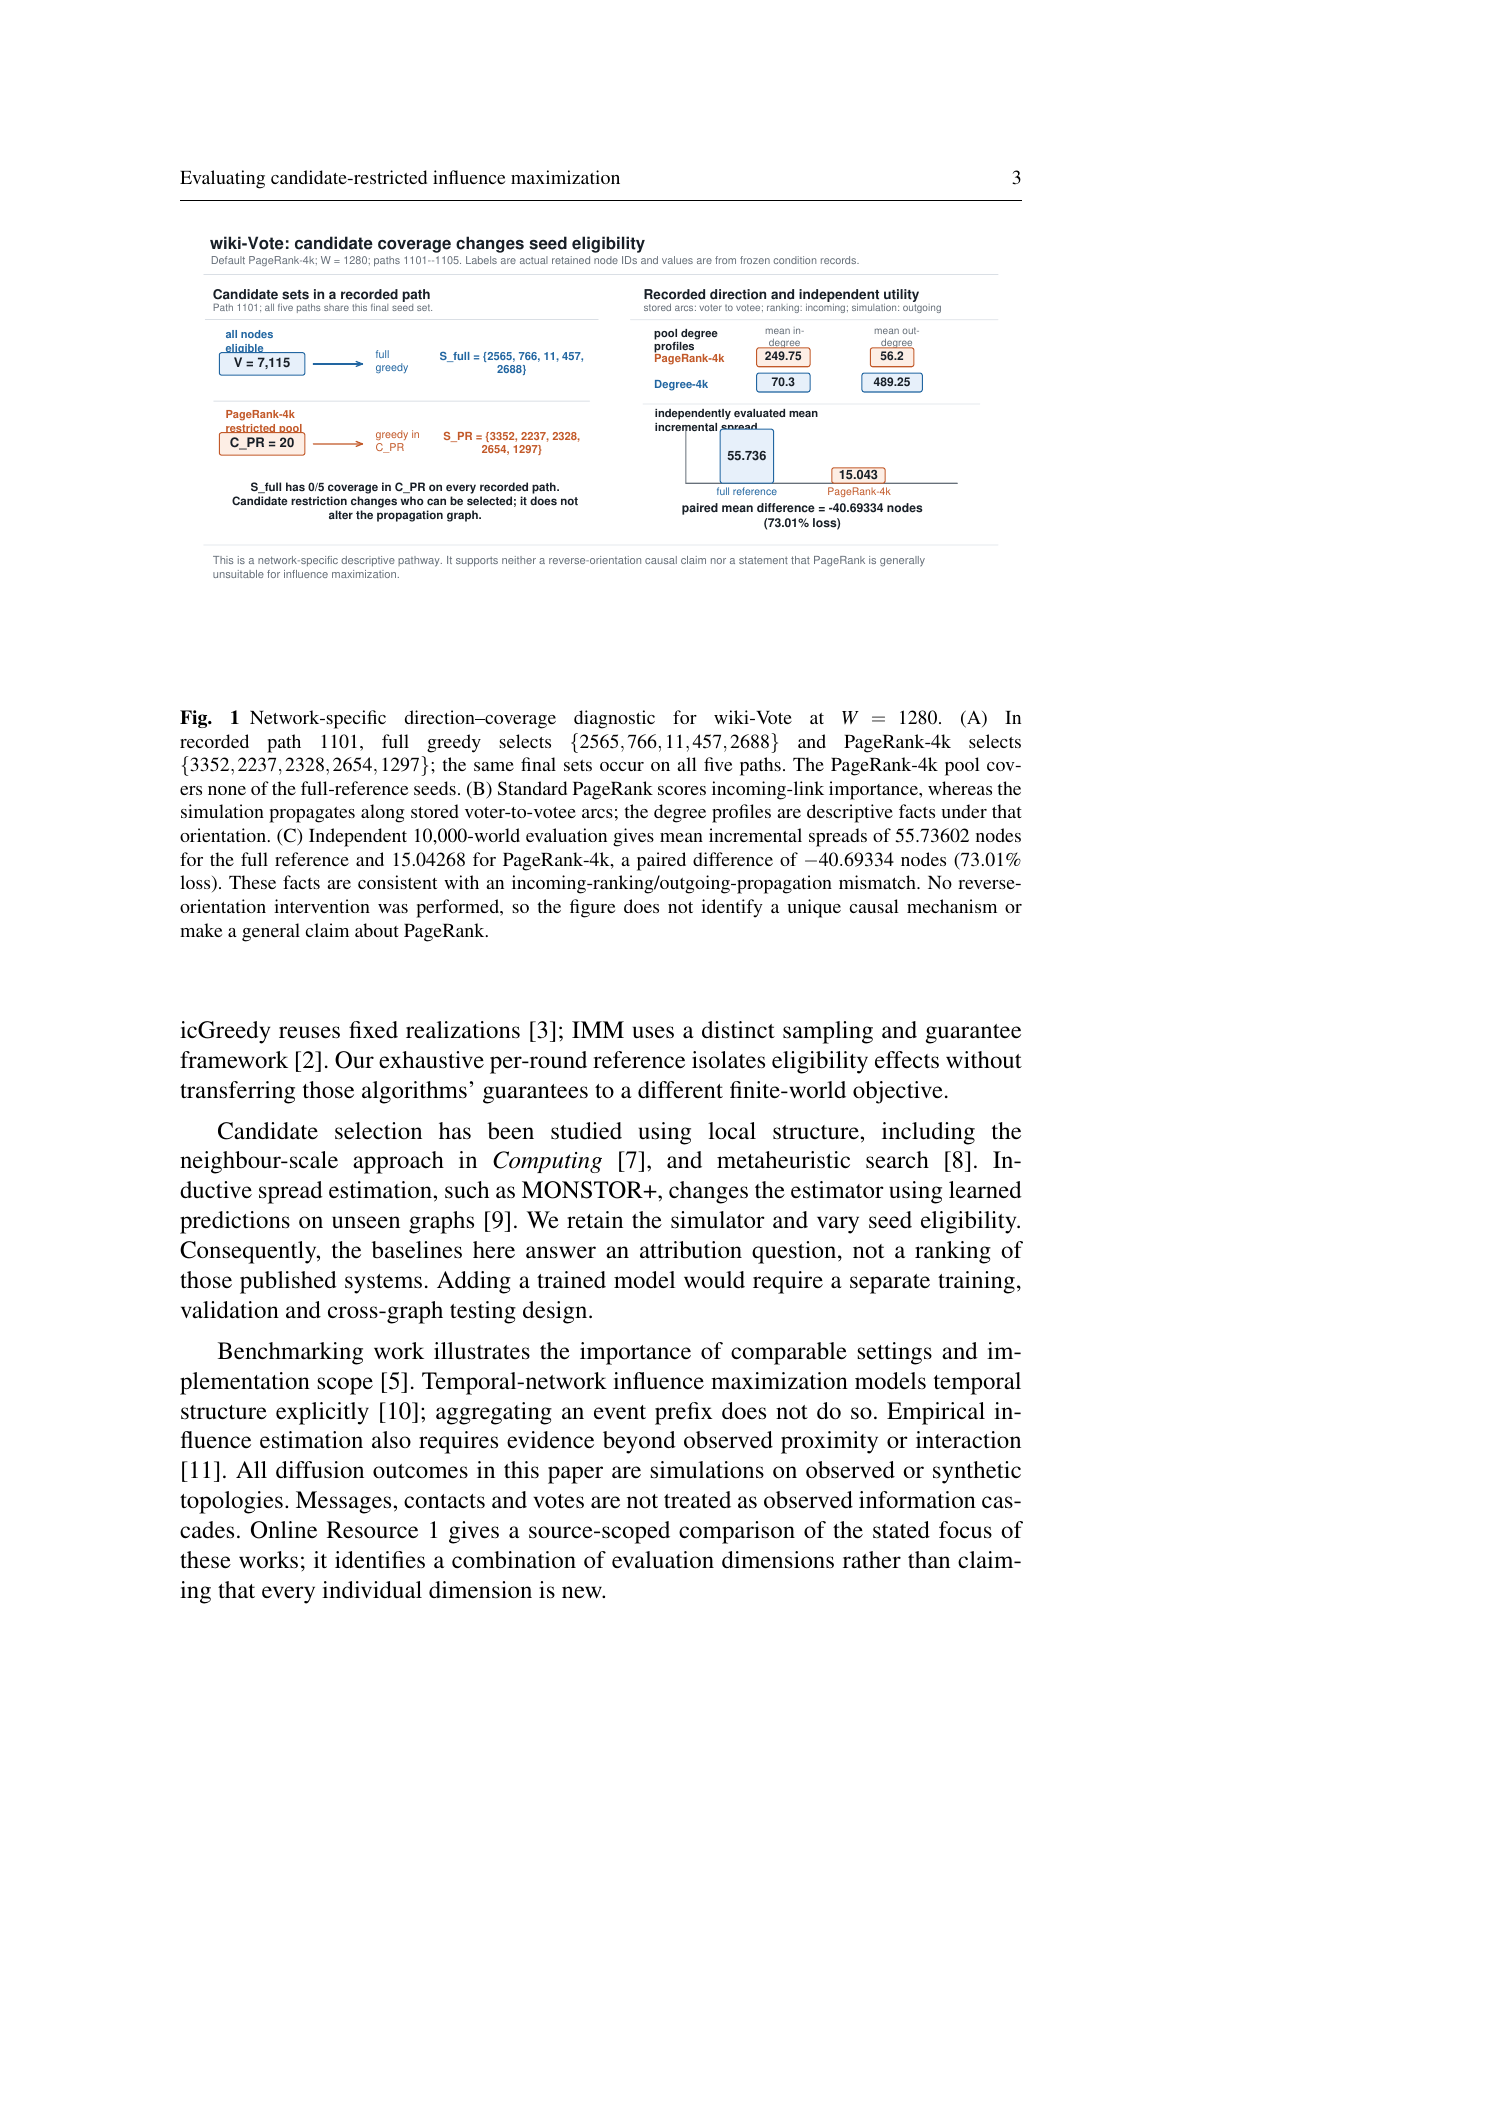 Evaluating candidate-restricted influence maximization 3
wiki-Vote: candidate coverage changes seed eligibility
Default PageRank-4k; W = 1280; paths 1101--1105. Labels are actual retained node IDs and values are from frozen condition records.
Candidate sets in a recorded path
Path 1101; all five paths share this final seed set.
all nodes
eligible
V = 7,115
full
greedy
S_full = {2565, 766, 11, 457,
2688}
PageRank-4k
restricted pool
C_PR = 20
greedy in
C_PR
S_PR = {3352, 2237, 2328,
2654, 1297}
S_full has 0/5 coverage in C_PR on every recorded path.
Candidate restriction changes who can be selected; it does not
alter the propagation graph.
Recorded direction and independent utility
stored arcs: voter to votee; ranking: incoming; simulation: outgoing
pool degree
profiles
mean in-
degree
mean out-
degree
PageRank-4k 249.75 56.2
Degree-4k 70.3 489.25
independently evaluated mean
incremental spread
55.736
15.043
full reference PageRank-4k
paired mean difference = -40.69334 nodes
(73.01% loss)
This is a network-specific descriptive pathway. It supports neither a reverse-orientation causal claim nor a statement that PageRank is generally
unsuitable for influence maximization.
Fig. 1 Network-specific direction–coverage diagnostic for wiki-Vote at W = 1280. (A) In
recorded path 1101, full greedy selects {2565,766,11,457,2688} and PageRank-4k selects
{3352,2237,2328,2654,1297}; the same final sets occur on all five paths. The PageRank-4k pool cov-
ers none of the full-reference seeds. (B) Standard PageRank scores incoming-link importance, whereas the
simulation propagates along stored voter-to-votee arcs; the degree profiles are descriptive facts under that
orientation. (C) Independent 10,000-world evaluation gives mean incremental spreads of 55.73602 nodes
for the full reference and 15.04268 for PageRank-4k, a paired difference of −40.69334 nodes (73.01%
loss). These facts are consistent with an incoming-ranking/outgoing-propagation mismatch. No reverse-
orientation intervention was performed, so the figure does not identify a unique causal mechanism or
make a general claim about PageRank.
icGreedy reuses fixed realizations [3]; IMM uses a distinct sampling and guarantee
framework [2]. Our exhaustive per-round reference isolates eligibility effects without
transferring those algorithms’ guarantees to a different finite-world objective.
Candidate selection has been studied using local structure, including the
neighbour-scale approach in Computing [7], and metaheuristic search [8]. In-
ductive spread estimation, such as MONSTOR+, changes the estimator using learned
predictions on unseen graphs [9]. We retain the simulator and vary seed eligibility.
Consequently, the baselines here answer an attribution question, not a ranking of
those published systems. Adding a trained model would require a separate training,
validation and cross-graph testing design.
Benchmarking work illustrates the importance of comparable settings and im-
plementation scope [5]. Temporal-network influence maximization models temporal
structure explicitly [10]; aggregating an event prefix does not do so. Empirical in-
fluence estimation also requires evidence beyond observed proximity or interaction
[11]. All diffusion outcomes in this paper are simulations on observed or synthetic
topologies. Messages, contacts and votes are not treated as observed information cas-
cades. Online Resource 1 gives a source-scoped comparison of the stated focus of
these works; it identifies a combination of evaluation dimensions rather than claim-
ing that every individual dimension is new.